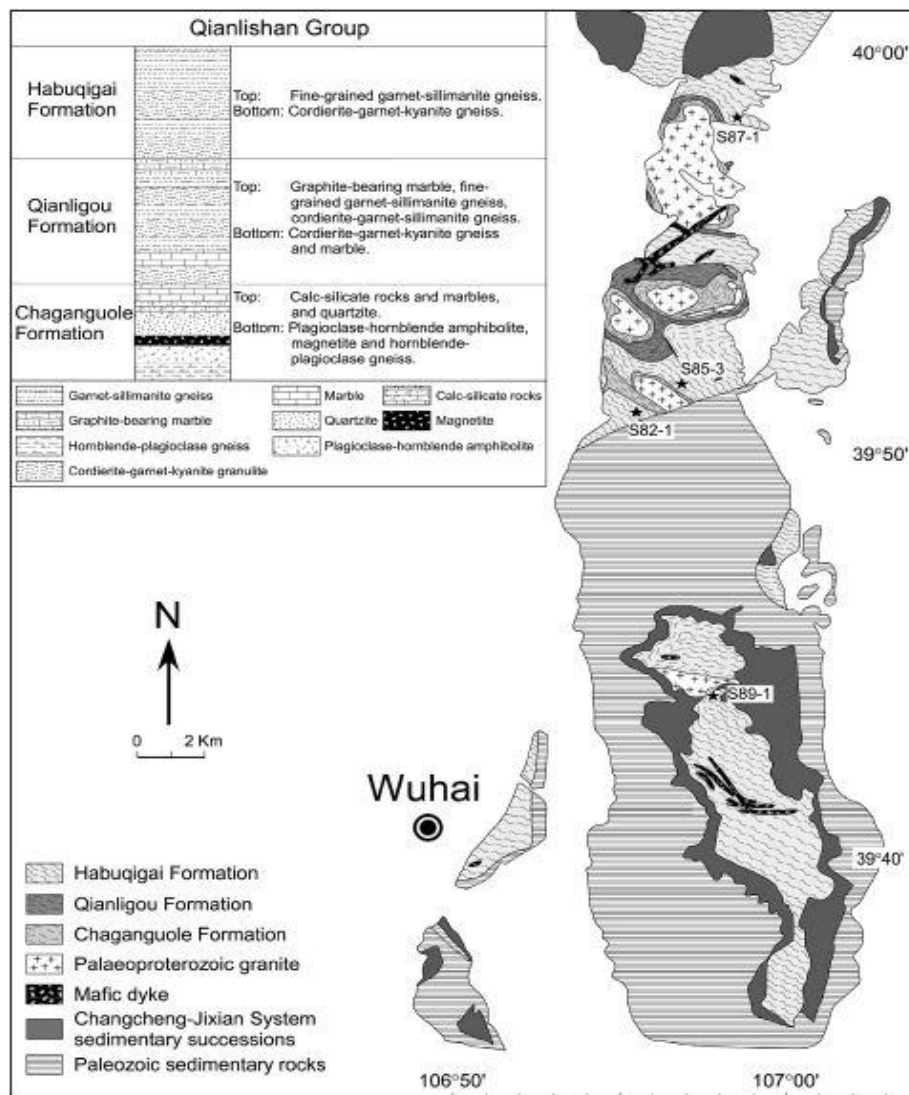 Qianlishan Group
Habuqigai
Formation
Top: Fine-grained garnet-sillimanite gneiss.
Bottom: Cordierite-garnet-kyanite gneiss.
Qianligou
Formation
Top: Graphite-bearing marble, fine-
grained garnet-sillimanite gneiss,
cordierite-garnet-sillimanite gneiss.
Bottom: Cordierite-garnet-kyanite gneiss
and marble.
Chaganguole
Formation
Top: Calc-silicate rocks and marbles,
and quartzite.
Bottom: Plagioclase-hornblende amphibolite,
magnetite and hornblende-
plagioclase gneiss.
Garnet-sillimanite gneiss
Marble
Calc-silicate rocks
Graphite-bearing marble
Quartzite
Magnetite
Hornblende-plagioclase gneiss
Plagioclase-hornblende amphibolite
Cordierite-garnet-kyanite granulite
40°00'
S87-1
S85-3
S82-1
39°50'
S89-1
N
0 2 Km
Wuhai
39°40'
Habuqigai Formation
Qianligou Formation
Chaganguole Formation
Palaeoproterozoic granite
Mafic dyke
Changcheng-Jixian System
sedimentary successions
Paleozoic sedimentary rocks
106°50'
107°00'